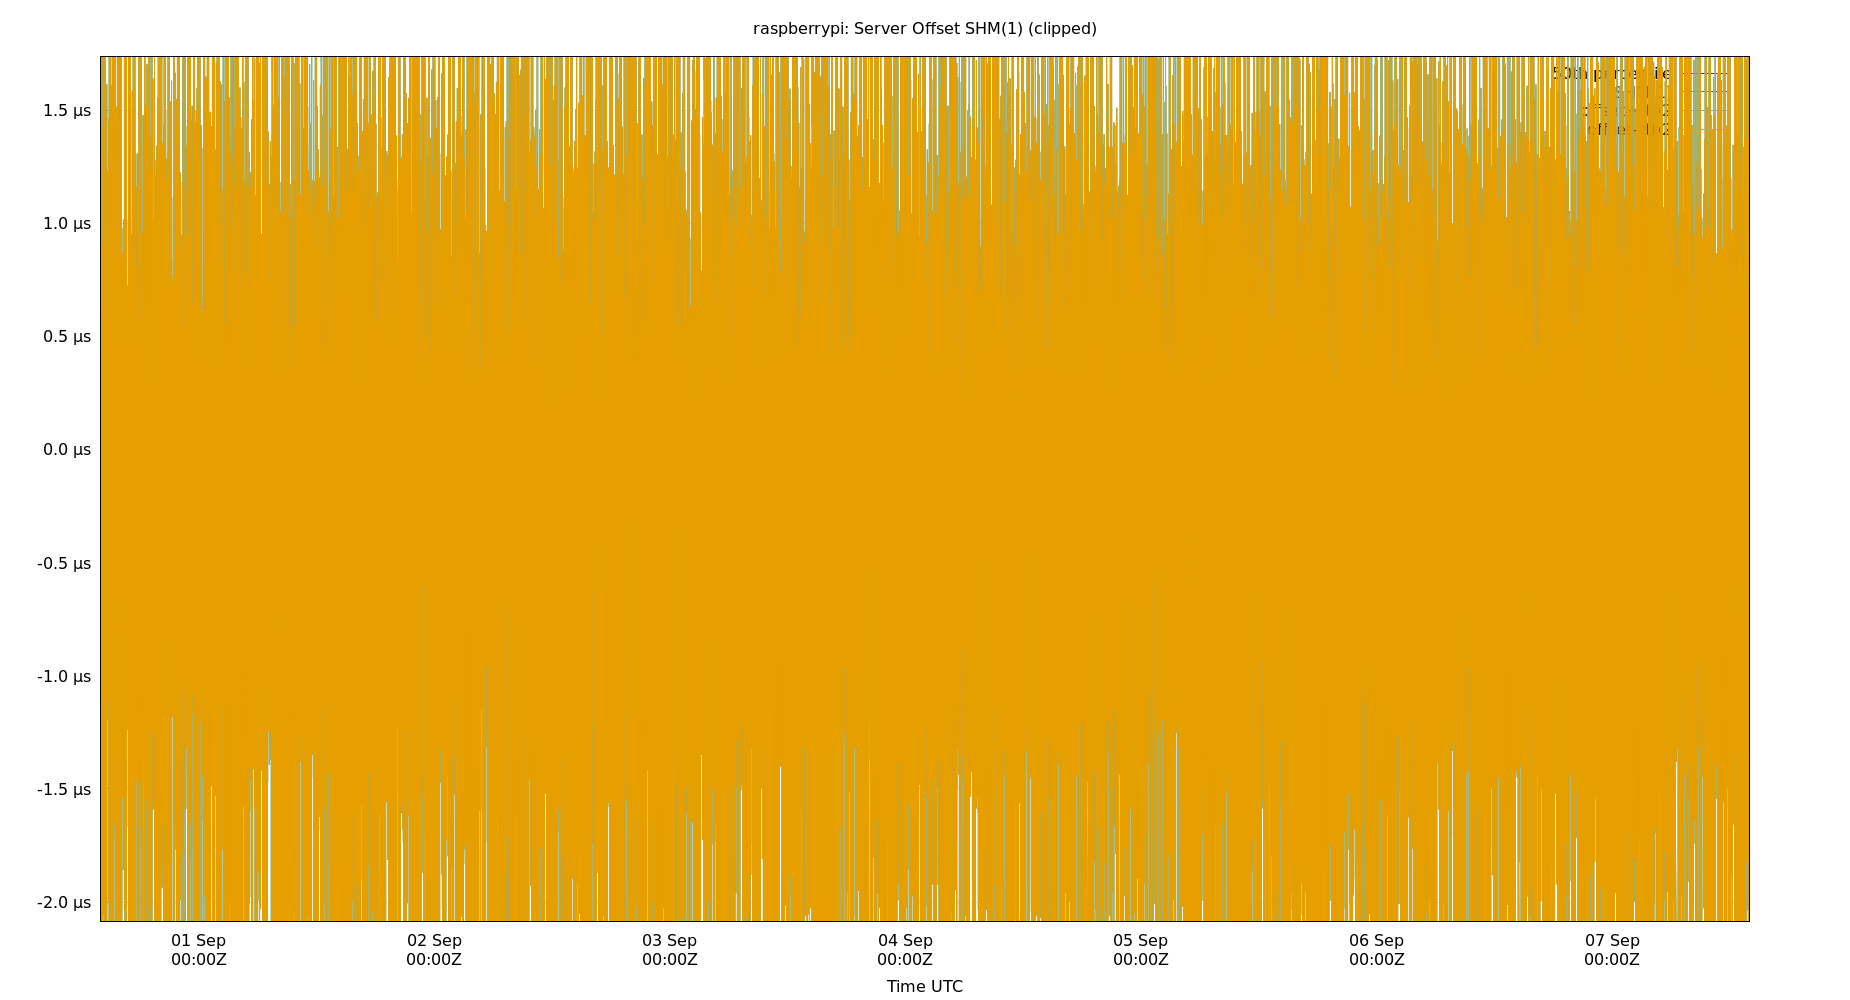 raspberrypi: Server Offset SHM(1) (clipped)
50th percentile
1.5 µs
1.0 µs
0.5 µs
0.0 µs
-0.5 µs
-1.0 µs
-1.5 µs
-2.0 µs
01 Sep 02 Sep 03 Sep 04 Sep 05 Sep 06 Sep 07 Sep
00:00Z 00:00Z 00:00Z 00:00Z 00:00Z 00:00Z 00:00Z
Time UTC